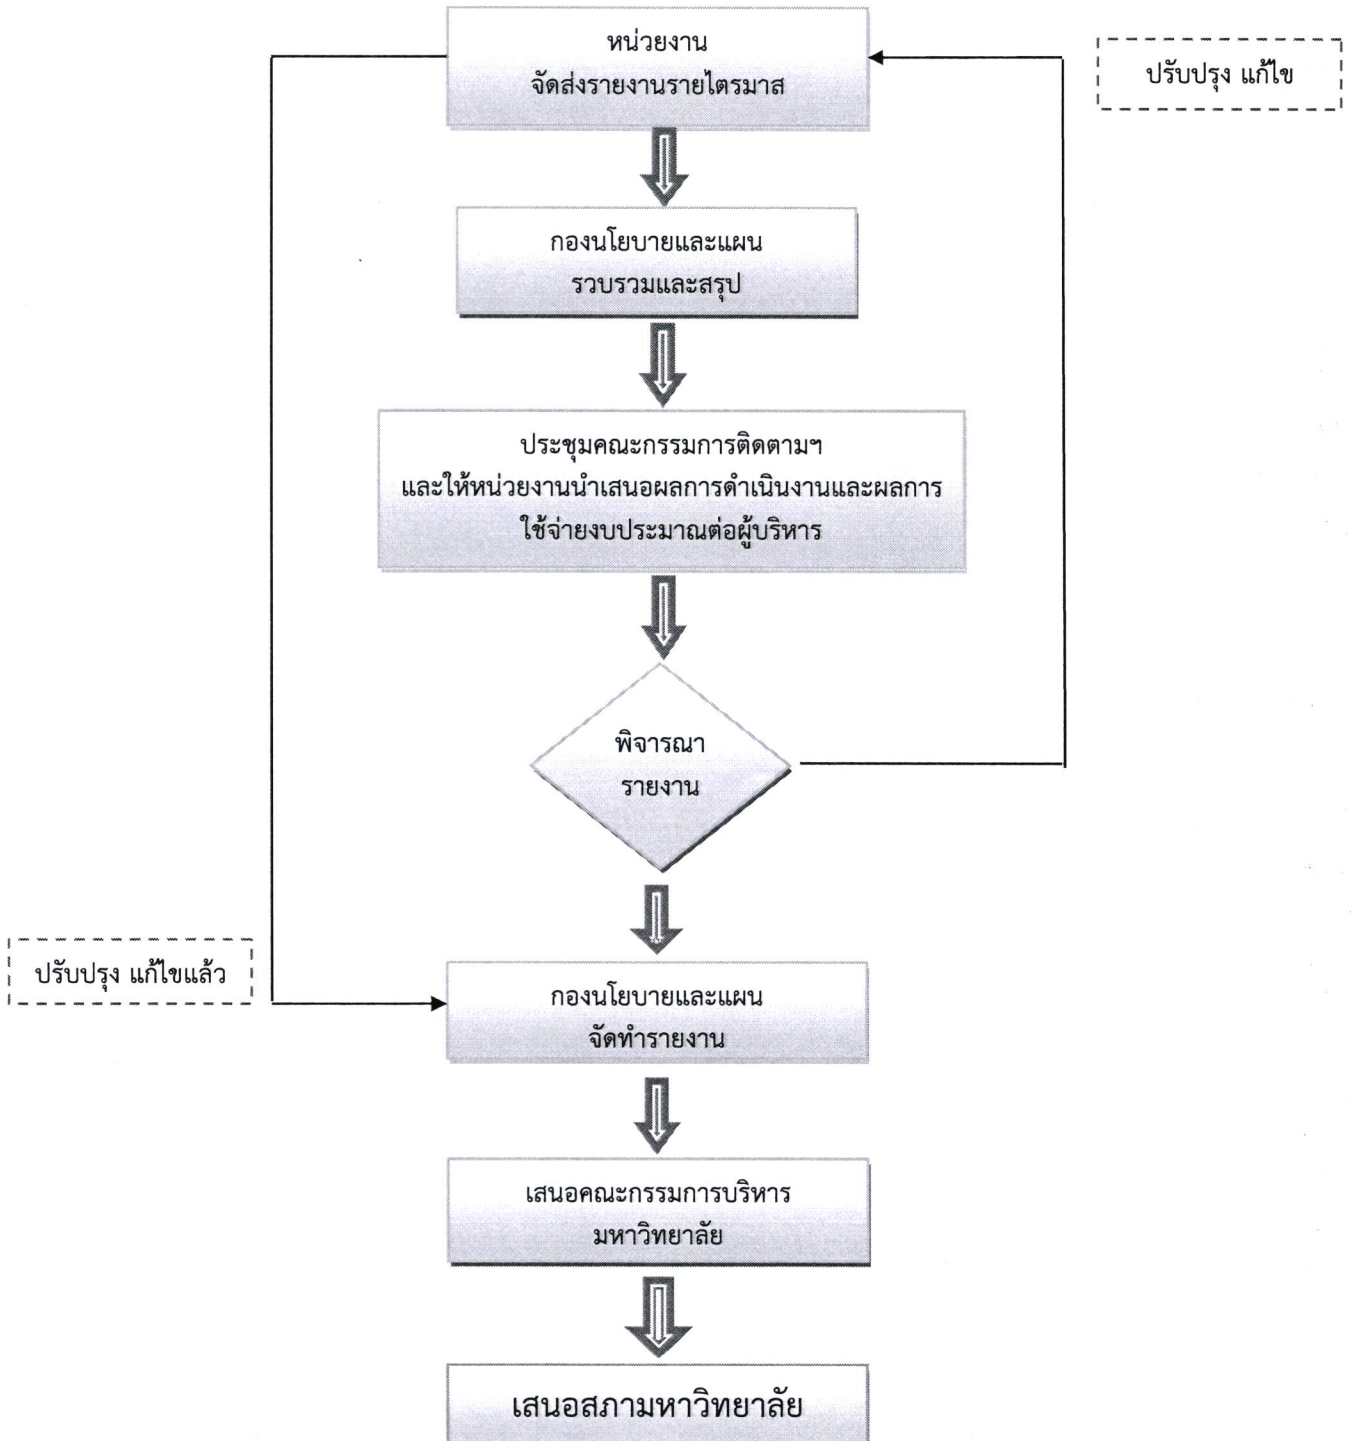 หน่วยงาน
จัดส่งรายงานรายไตรมาส
ปรับปรุง แก้ไข
กองนโยบายและแผน
รวบรวมและสรุป
ประชุมคณะกรรมการติดตามฯ
และให้หน่วยงานนำเสนอผลการดำเนินงานและผลการ
ใช้จ่ายงบประมาณต่อผู้บริหาร
พิจารณา
รายงาน
ปรับปรุง แก้ไขแล้ว
กองนโยบายและแผน
จัดทำรายงาน
เสนอคณะกรรมการบริหาร
มหาวิทยาลัย
เสนอสภามหาวิทยาลัย